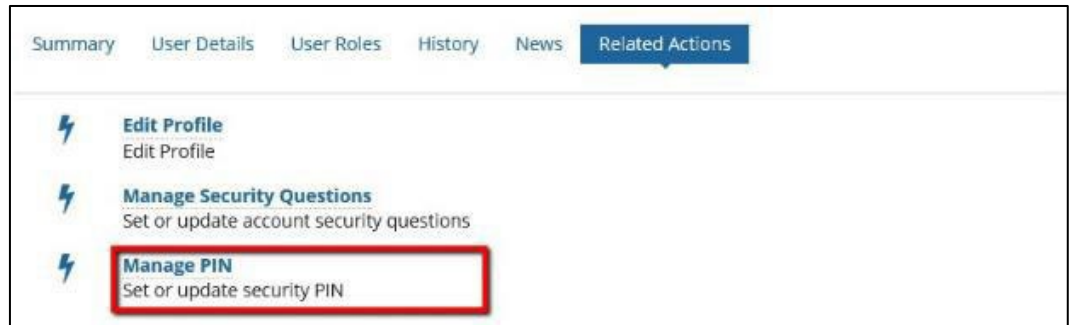 Summary User Details User Roles History News Related Actions
Edit Profile
Edit Profile
Manage Security Questions
Set or update account security questions
Manage PIN
Set or update security PIN